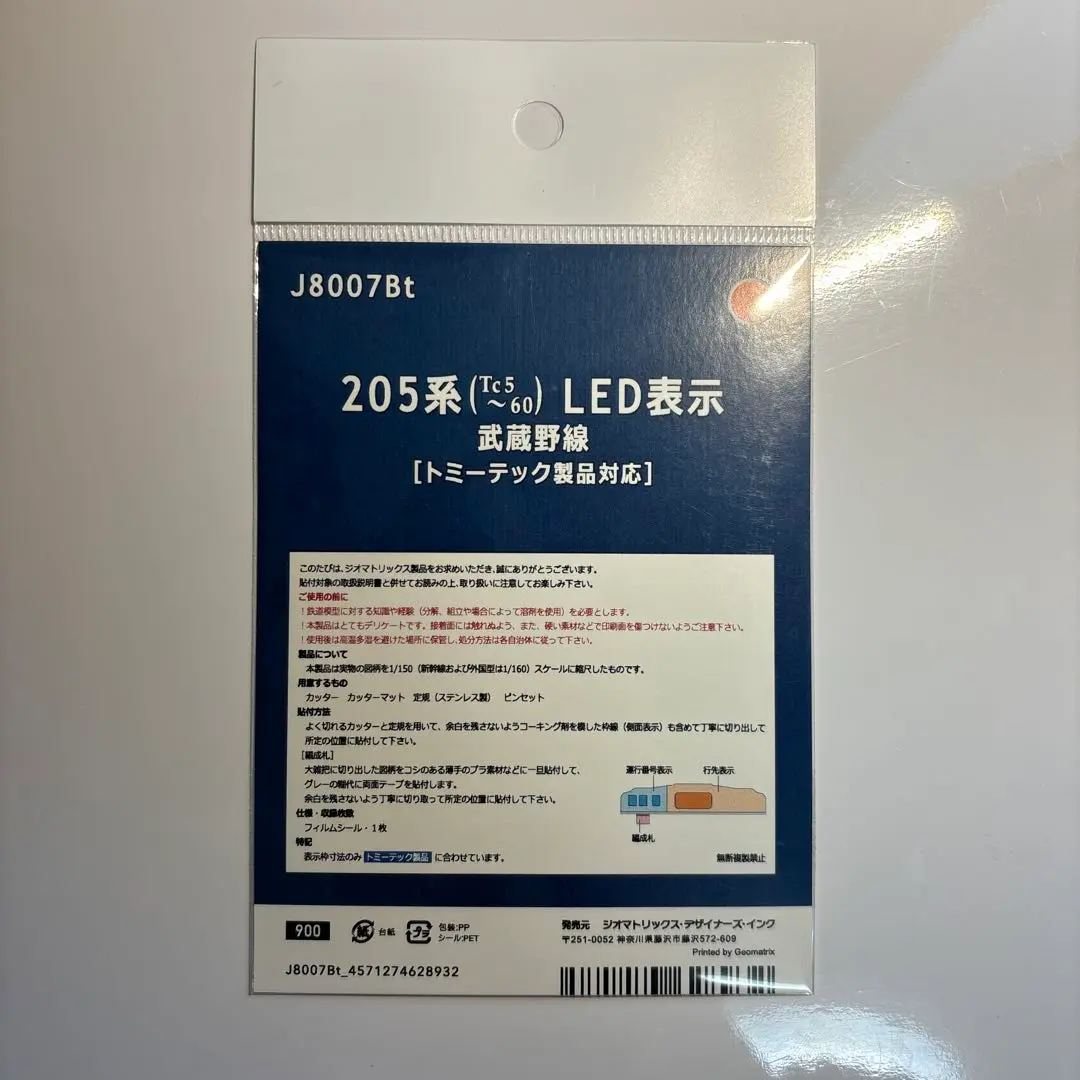 J8007Bt
205系(Tc5～60) LED表示
武蔵野線
[トミーテック製品対応]
このたびは、ジオマトリックス製品をお求めいただき、誠にありがとうございます。
貼付対象の取扱説明書と併せてお読みの上、取り扱いに注意してお楽しみ下さい。
ご使用の前に
！鉄道模型に対する知識や経験（分解、組立や場合によって溶剤を使用）を必要とします。
！本製品はとてもデリケートです。接着面には触れぬよう、また、硬い素材などで印刷面を傷つけないようご注意下さい。
！使用後は高温多湿を避けた場所に保管し、処分方法は各自治体に従って下さい。
製品について
本製品は実物の図柄を1/150（新幹線および外国型は1/160）スケールに縮尺したものです。
用意するもの
カッター　カッターマット　定規（ステンレス製）　ピンセット
貼付方法
よく切れるカッターと定規を用いて、余白を残さないようコーキング剤を模した枠線（側面表示）も含めて丁寧に切り出して
所定の位置に貼付して下さい。
［編成札］
大雑把に切り出した図柄をコシのある薄手のプラ素材などに一旦貼付して、
グレーの糊代に両面テープを貼付します。
余白を残さないよう丁寧に切り取って所定の位置に貼付して下さい。
運行番号表示　行先表示
編成札
仕様・収録枚数
フィルムシール・1枚
特記
表示枠寸法のみ トミーテック製品 に合わせています。
無断複製禁止
900
紙 台紙
プラ 包装:PP
シール:PET
発売元　ジオマトリックス・デザイナーズ・インク
〒251-0052 神奈川県藤沢市藤沢572-609
Printed by Geomatrix
J8007Bt_4571274628932